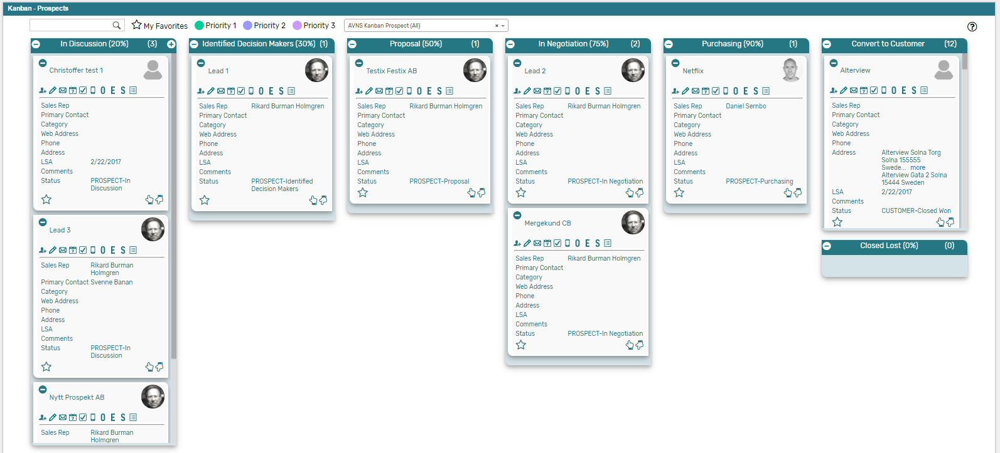 Kanban - Prospects
My Favorites Priority 1 Priority 2 Priority 3 AVNS Kanban Prospect (All) ×
In Discussion (20%) (3)
Christoffer test 1
7 O E S
Sales Rep
Primary Contact
Category
Web Address
Phone
Address
LSA 2/22/2017
Comments
Status PROSPECT-In
Discussion
Lead 3
7 O E S
Sales Rep Rikard Burman
Holmgren
Primary Contact Svenne Banan
Category
Web Address
Phone
Address
LSA
Comments
Status PROSPECT-In
Discussion
Nytt Prospekt AB
7 O E S
Sales Rep Rikard Burman
Holmgren
Identified Decision Makers (30%) (1)
Lead 1
7 O E S
Sales Rep Rikard Burman Holmgren
Primary Contact
Category
Web Address
Phone
Address
LSA
Comments
Status PROSPECT-Identified
Decision Makers
Proposal (50%) (1)
Testix Festix AB
7 O E S
Sales Rep Rikard Burman Holmgren
Primary Contact
Category
Web Address
Phone
Address
LSA
Comments
Status PROSPECT-Proposal
In Negotiation (75%) (2)
Lead 2
7 O E S
Sales Rep Rikard Burman Holmgren
Primary Contact
Category
Web Address
Phone
Address
LSA
Comments
Status PROSPECT-In Negotiation
Mergekund CB
7 O E S
Sales Rep Rikard Burman Holmgren
Primary Contact
Category
Web Address
Phone
Address
LSA
Comments
Status PROSPECT-In Negotiation
Purchasing (90%) (1)
Netflix
7 O E S
Sales Rep Daniel Sernbo
Primary Contact
Category
Web Address
Phone
Address
LSA
Comments
Status PROSPECT-Purchasing
Convert to Customer (12)
Alterview
7 O E S
Sales Rep
Primary Contact
Category
Web Address
Phone
Address Alterview Solna Torg
Solna 155555
Swede... more
Alterview Gata 2 Solna
15444 Sweden
LSA 2/22/2017
Comments
Status CUSTOMER-Closed Won
Closed Lost (0%) (0)